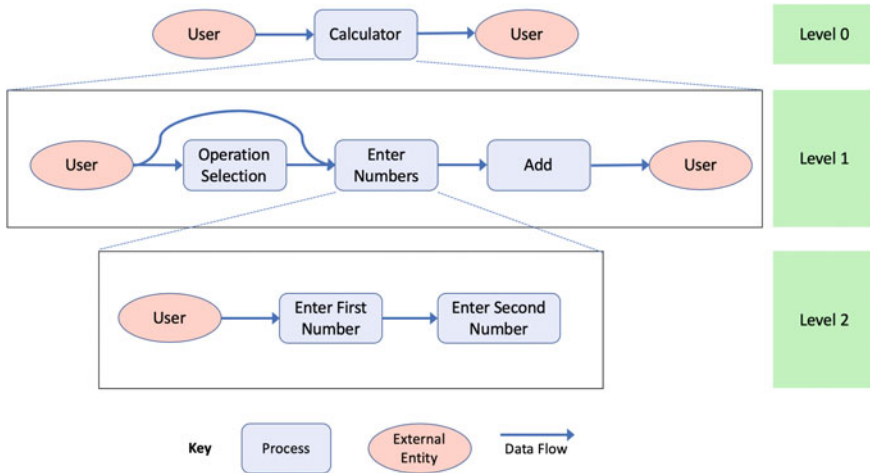 User
Calculator
User
Level 0
User
Operation
Selection
Enter
Numbers
Add
User
Level 1
User
Enter First
Number
Enter Second
Number
Level 2
Key
Process
External
Entity
Data Flow